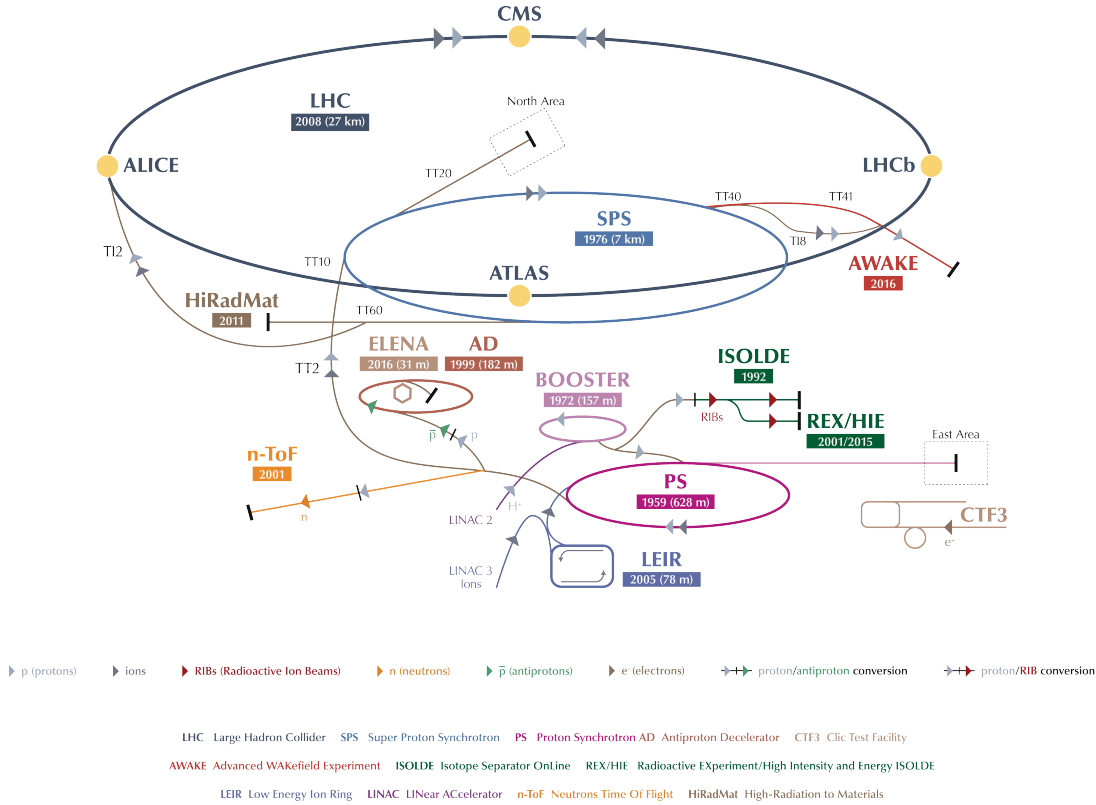 CMS
LHC
2008 (27 km)
North Area
ALICE
LHCb
TT20
TT40
TT41
SPS
1976 (7 km)
TI8
TI2
TT10
ATLAS
AWAKE
2016
HiRadMat
2011
TT60
ELENA
2016 (31 m)
AD
1999 (182 m)
TT2
BOOSTER
1972 (157 m)
ISOLDE
1992
RIBs
REX/HIE
2001/2015
p̅
p
East Area
n-ToF
2001
n
PS
1959 (628 m)
H+
LINAC 2
CTF3
e-
LINAC 3
Ions
LEIR
2005 (78 m)
p (protons) ions RIBs (Radioactive Ion Beams) n (neutrons) p̅ (antiprotons) e- (electrons) proton/antiproton conversion proton/RIB conversion
LHC Large Hadron Collider SPS Super Proton Synchrotron PS Proton Synchrotron AD Antiproton Decelerator CTF3 Clic Test Facility
AWAKE Advanced WAKefield Experiment ISOLDE Isotope Separator OnLine REX/HIE Radioactive EXperiment/High Intensity and Energy ISOLDE
LEIR Low Energy Ion Ring LINAC LINear ACcelerator n-ToF Neutrons Time Of Flight HiRadMat High-Radiation to Materials